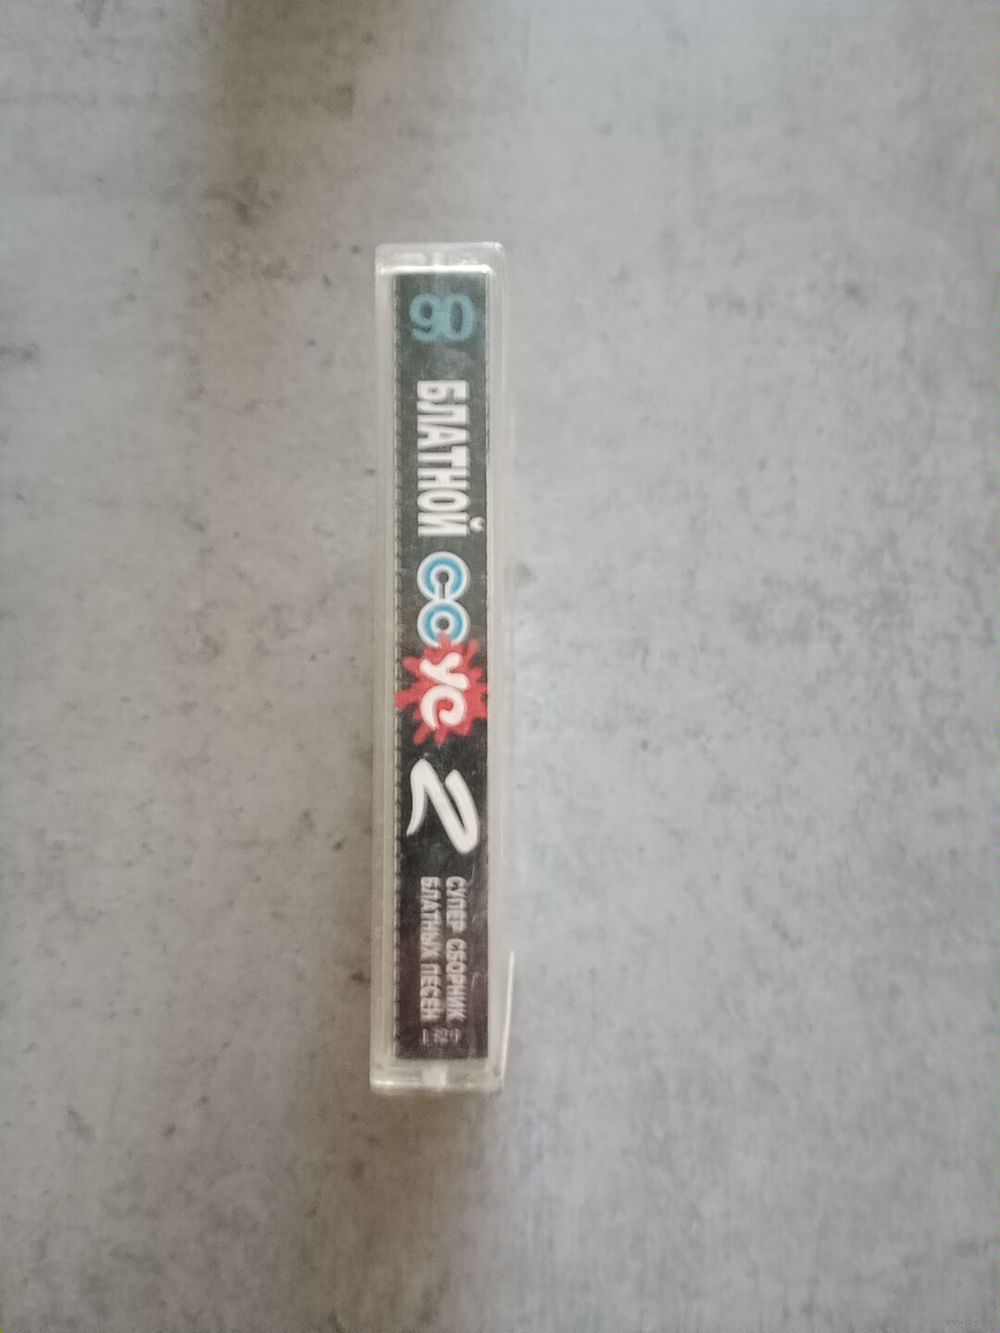 90
БЛАТНОЙ СОУС 2
СУПЕР СБОРНИК
БЛАТНЫХ ПЕСЕН